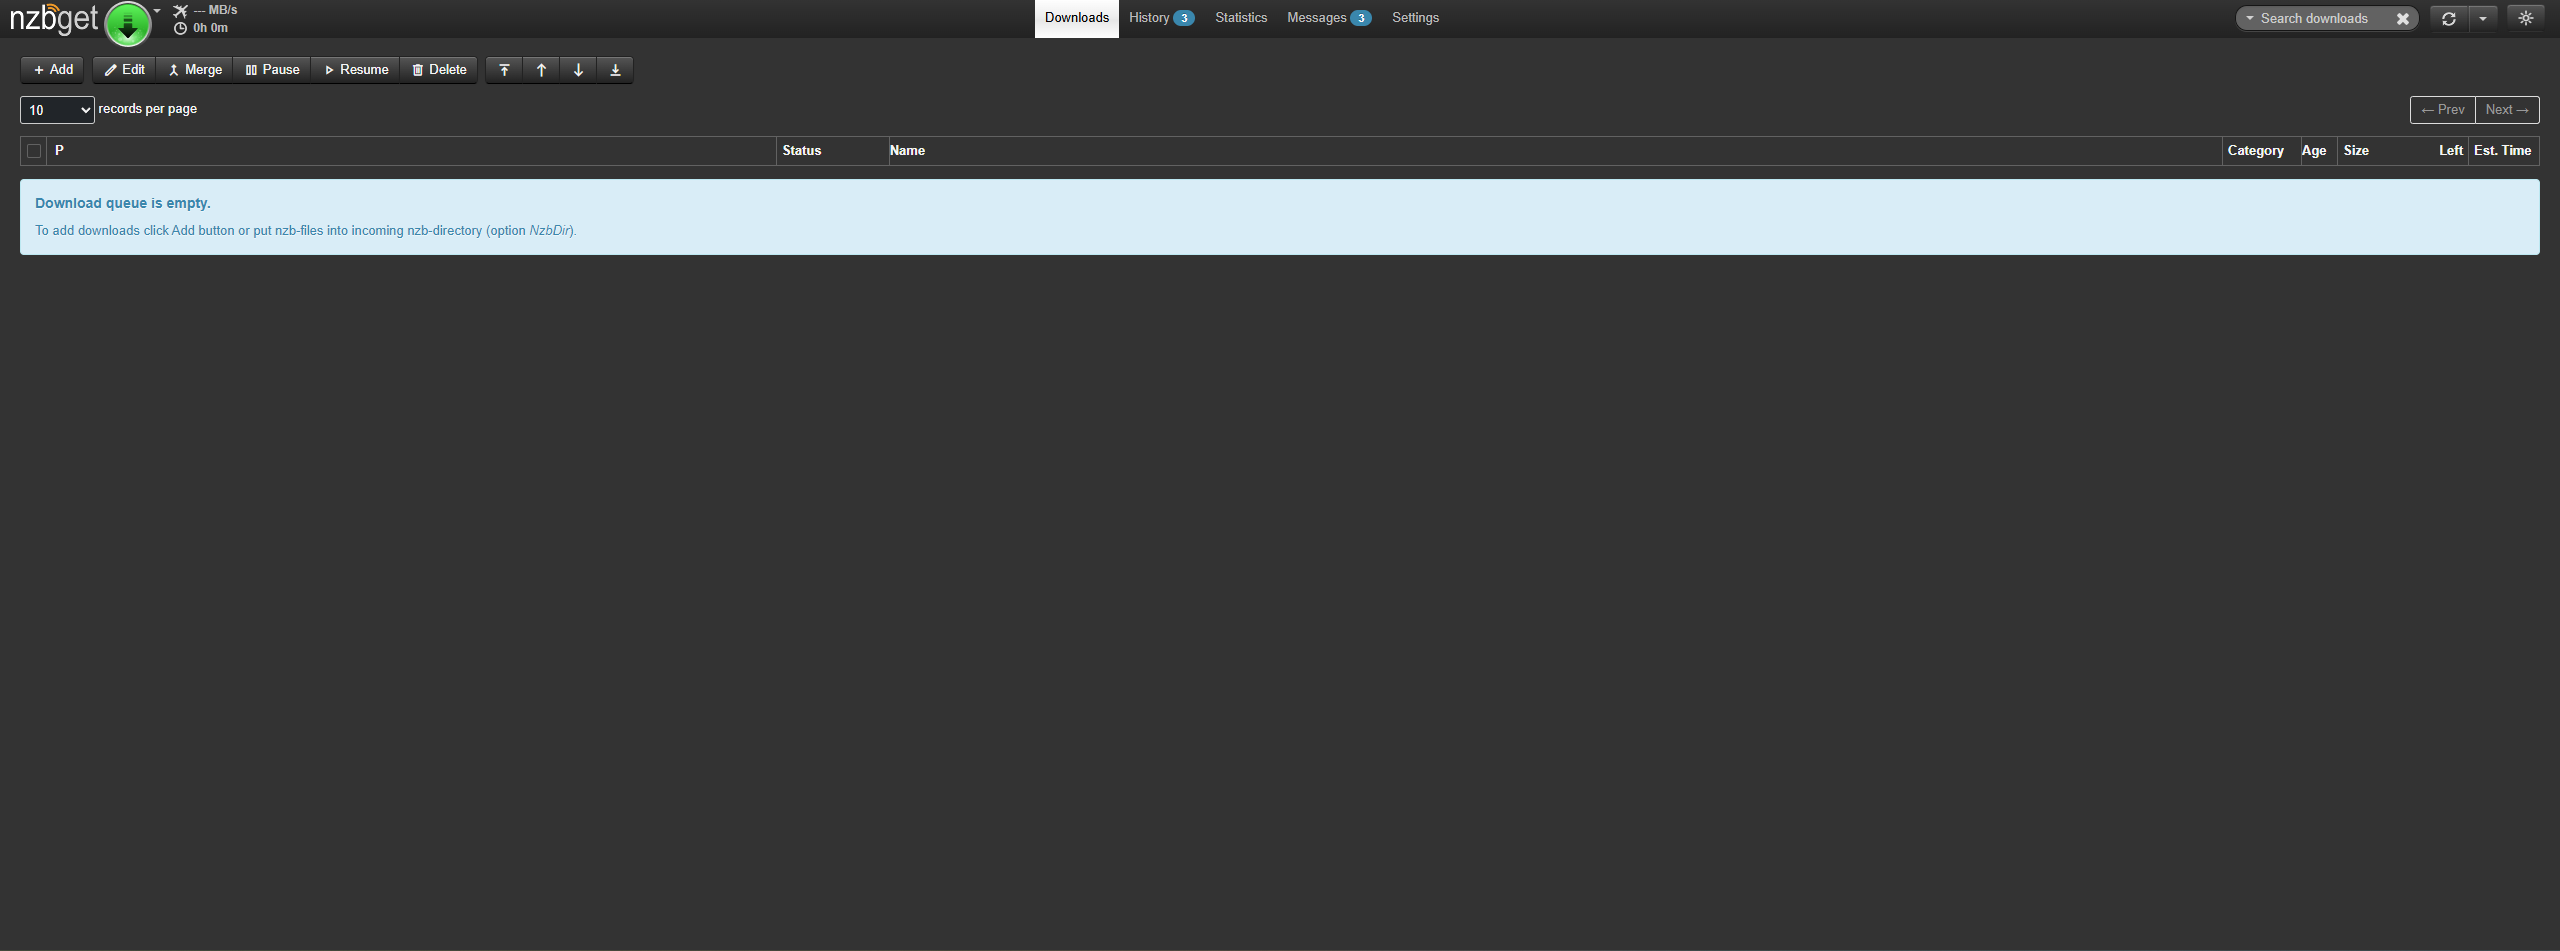 nzbget
--- MB/s
0h 0m
Downloads History 3 Statistics Messages 3 Settings
Search downloads
Add Edit Merge Pause Resume Delete
10 records per page
← Prev Next →
P Status Name Category Age Size Left Est. Time
Download queue is empty.
To add downloads click Add button or put nzb-files into incoming nzb-directory (option NzbDir).